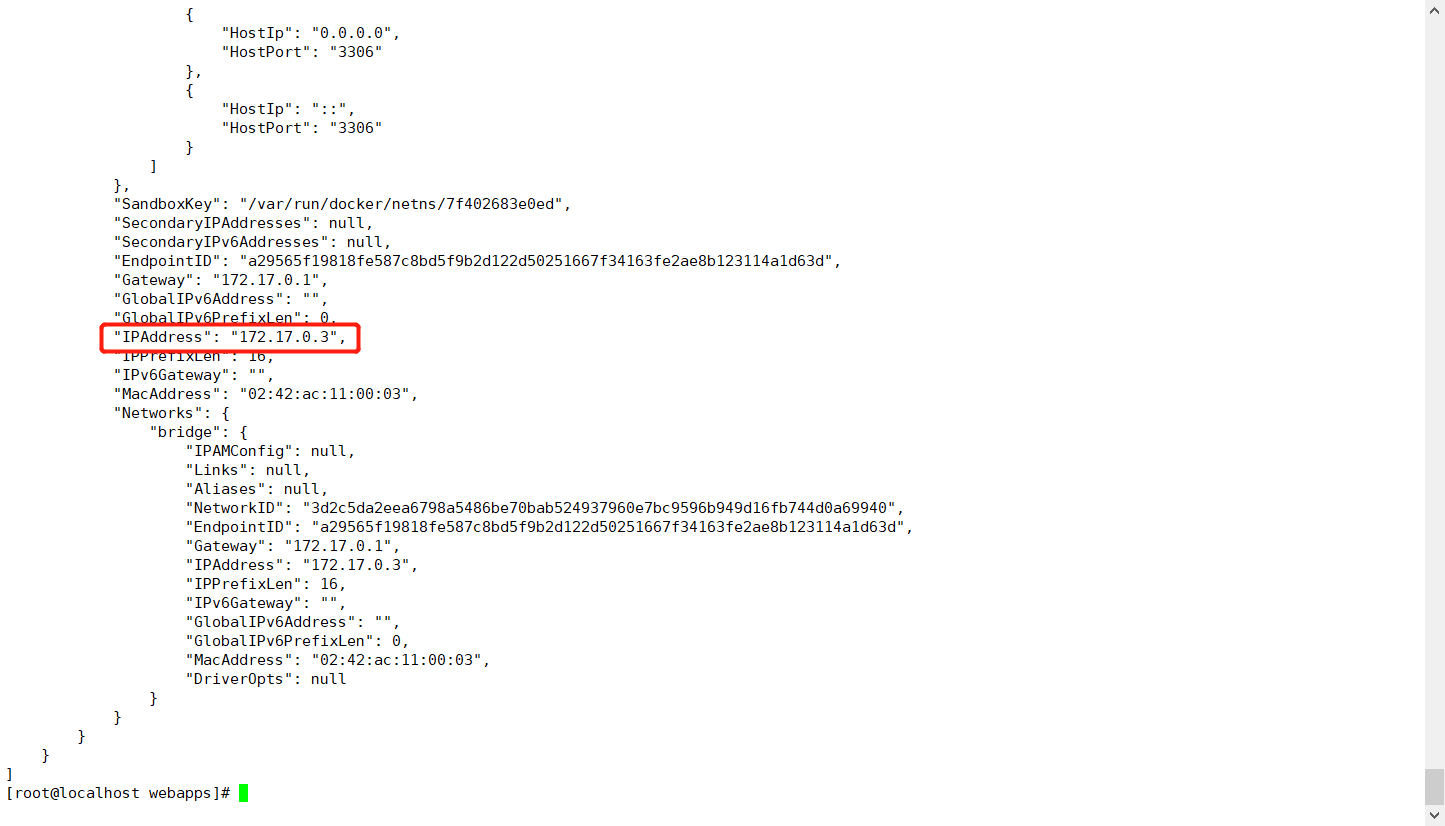 {
"HostIp": "0.0.0.0",
"HostPort": "3306"
},
{
"HostIp": "::",
"HostPort": "3306"
}
]
},
"SandboxKey": "/var/run/docker/netns/7f402683e0ed",
"SecondaryIPAddresses": null,
"SecondaryIPv6Addresses": null,
"EndpointID": "a29565f19818fe587c8bd5f9b2d122d50251667f34163fe2ae8b123114a1d63d",
"Gateway": "172.17.0.1",
"GlobalIPv6Address": "",
"GlobalIPv6PrefixLen": 0,
"IPAddress": "172.17.0.3",
"IPPrefixLen": 16,
"IPv6Gateway": "",
"MacAddress": "02:42:ac:11:00:03",
"Networks": {
"bridge": {
"IPAMConfig": null,
"Links": null,
"Aliases": null,
"NetworkID": "3d2c5da2eea6798a5486be70bab524937960e7bc9596b949d16fb744d0a69940",
"EndpointID": "a29565f19818fe587c8bd5f9b2d122d50251667f34163fe2ae8b123114a1d63d",
"Gateway": "172.17.0.1",
"IPAddress": "172.17.0.3",
"IPPrefixLen": 16,
"IPv6Gateway": "",
"GlobalIPv6Address": "",
"GlobalIPv6PrefixLen": 0,
"MacAddress": "02:42:ac:11:00:03",
"DriverOpts": null
}
}
}
}
]
[root@localhost webapps]#